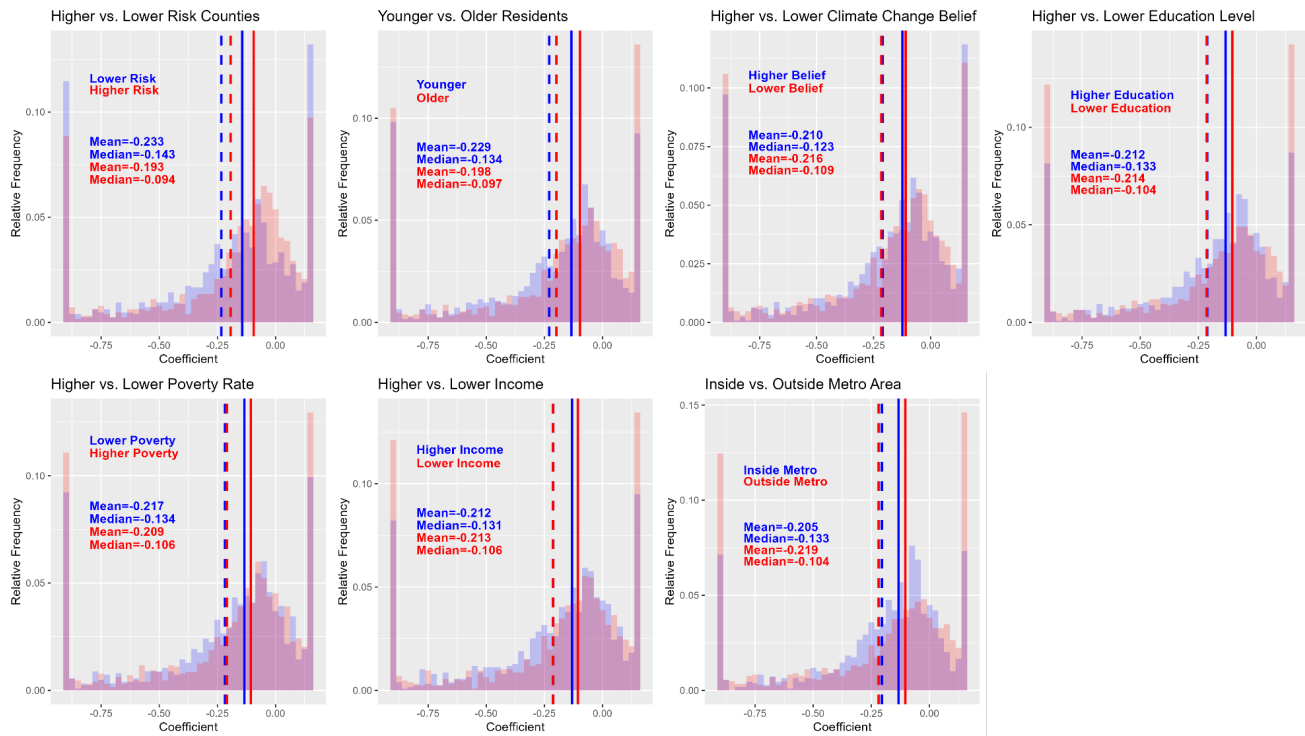 Higher vs. Lower Risk Counties
Relative Frequency
0.10
0.05
0.00
Lower Risk
Higher Risk
Mean=-0.233
Median=-0.143
Mean=-0.193
Median=-0.094
-0.75
-0.50
-0.25
0.00
Coefficient
Younger vs. Older Residents
Relative Frequency
0.10
0.05
0.00
Younger
Older
Mean=-0.229
Median=-0.134
Mean=-0.198
Median=-0.097
-0.75
-0.50
-0.25
0.00
Coefficient
Higher vs. Lower Climate Change Belief
Relative Frequency
0.100
0.075
0.050
0.025
0.000
Higher Belief
Lower Belief
Mean=-0.210
Median=-0.123
Mean=-0.216
Median=-0.109
-0.75
-0.50
-0.25
0.00
Coefficient
Higher vs. Lower Education Level
Relative Frequency
0.10
0.05
0.00
Higher Education
Lower Education
Mean=-0.212
Median=-0.133
Mean=-0.214
Median=-0.104
-0.75
-0.50
-0.25
0.00
Coefficient
Higher vs. Lower Poverty Rate
Relative Frequency
0.10
0.05
0.00
Lower Poverty
Higher Poverty
Mean=-0.217
Median=-0.134
Mean=-0.209
Median=-0.106
-0.75
-0.50
-0.25
0.00
Coefficient
Higher vs. Lower Income
Relative Frequency
0.10
0.05
0.00
Higher Income
Lower Income
Mean=-0.212
Median=-0.131
Mean=-0.213
Median=-0.106
-0.75
-0.50
-0.25
0.00
Coefficient
Inside vs. Outside Metro Area
Relative Frequency
0.15
0.10
0.05
0.00
Inside Metro
Outside Metro
Mean=-0.205
Median=-0.133
Mean=-0.219
Median=-0.104
-0.75
-0.50
-0.25
0.00
Coefficient